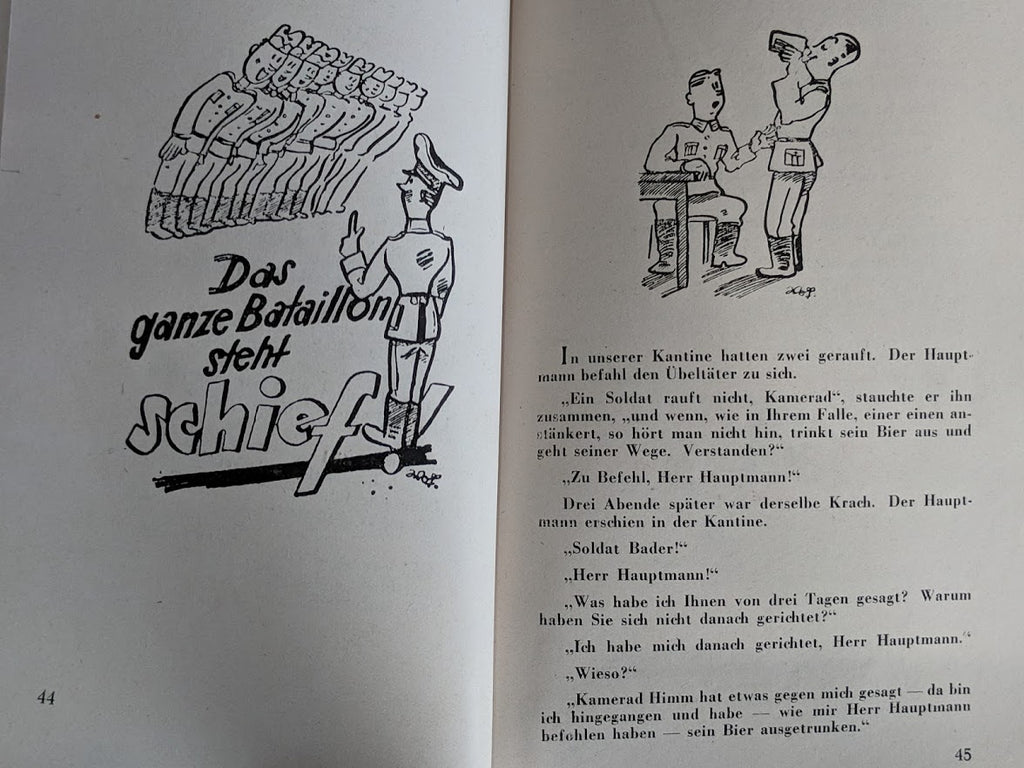 Das
ganze Bataillon
steht
schief!
44
In unserer Kantine hatten zwei gerauft. Der Haupt-
mann befahl den Übeltäter zu sich.
„Ein Soldat rauft nicht, Kamerad“, stauchte er ihn
zusammen, „und wenn, wie in Ihrem Falle, einer einen an-
stänkert, so hört man nicht hin, trinkt sein Bier aus und
geht seiner Wege. Verstanden?“
„Zu Befehl, Herr Hauptmann!“
Drei Abende später war derselbe Krach. Der Haupt-
mann erschien in der Kantine.
„Soldat Bader!“
„Herr Hauptmann!“
„Was habe ich Ihnen von drei Tagen gesagt? Warum
haben Sie sich nicht danach gerichtet?“
„Ich habe mich danach gerichtet, Herr Hauptmann.“
„Wieso?“
„Kamerad Himm hat etwas gegen mich gesagt — da bin
ich hingegangen und habe — wie mir Herr Hauptmann
befohlen haben — sein Bier ausgetrunken.“
45